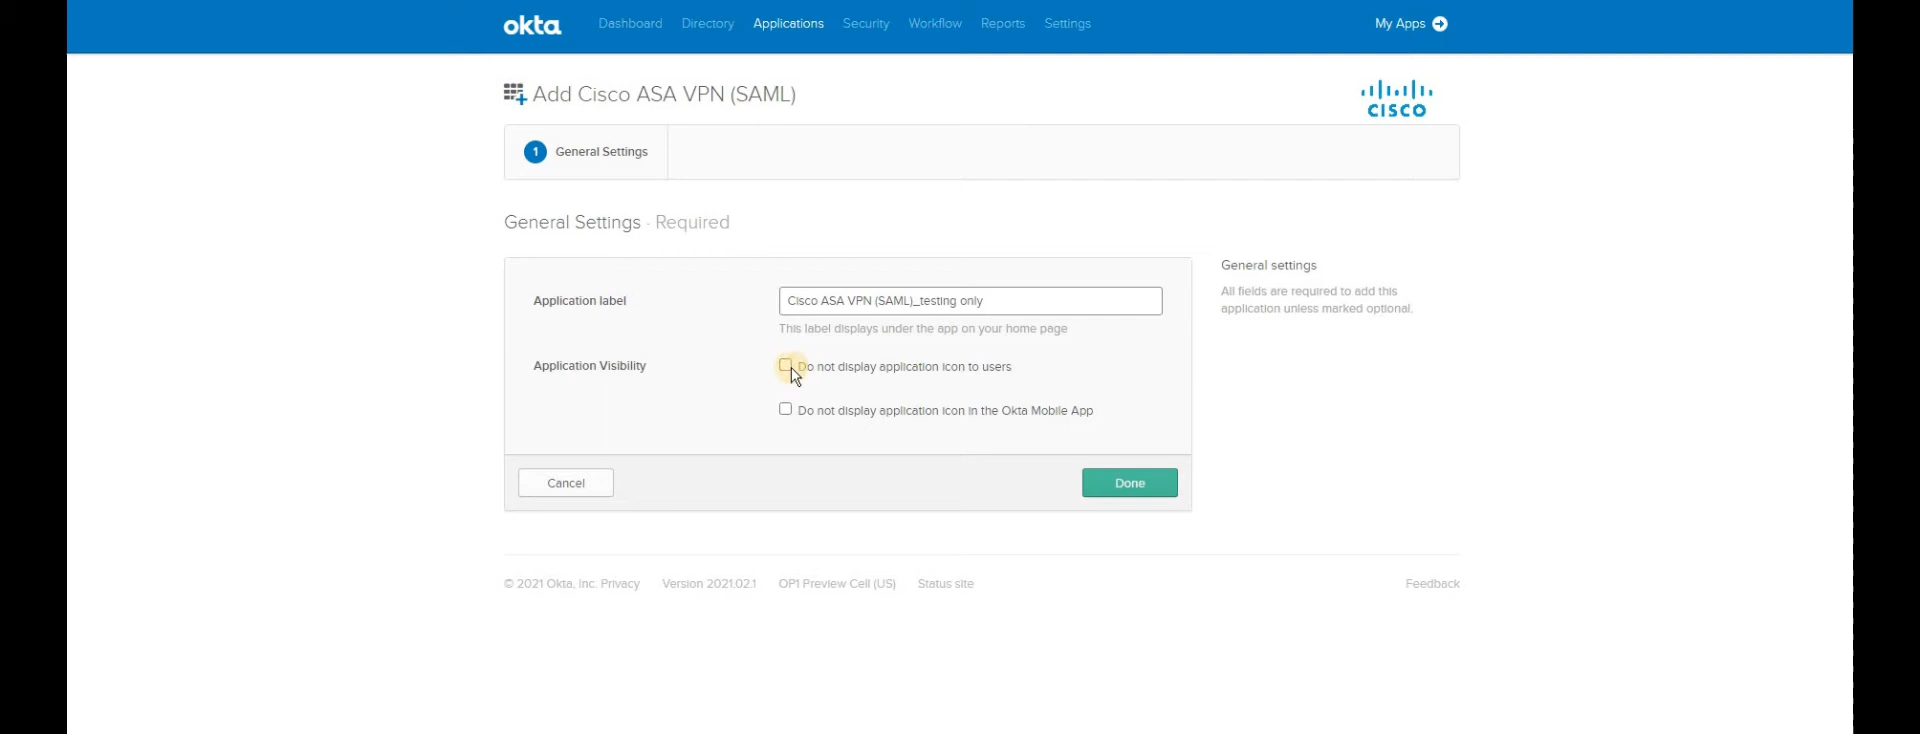 okta Dashboard Directory Applications Security Workflow Reports Settings My Apps
Add Cisco ASA VPN (SAML)
CISCO
1 General Settings
General Settings - Required
General settings
All fields are required to add this
application unless marked optional.
Application label Cisco ASA VPN (SAML)_testing only
This label displays under the app on your home page
Application Visibility Do not display application icon to users
Do not display application icon in the Okta Mobile App
Cancel Done
© 2021 Okta, Inc. Privacy Version 2021.02.1 OP1 Preview Cell (US) Status site Feedback